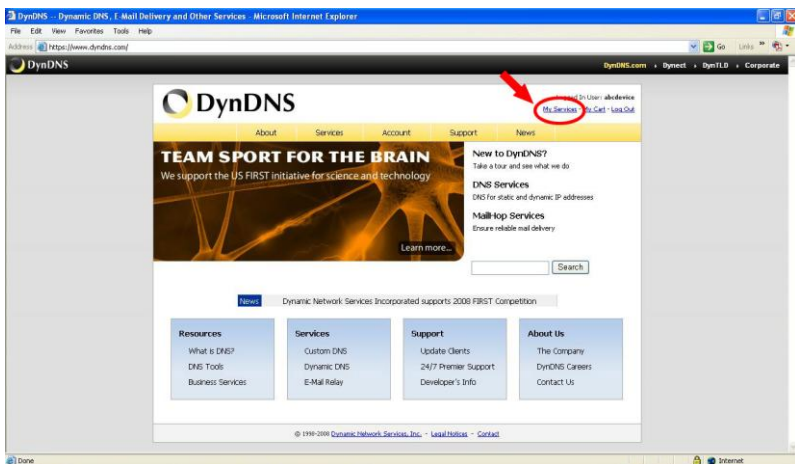 DynDNS -- Dynamic DNS, E-Mail Delivery and Other Services - Microsoft Internet Explorer
File Edit View Favorites Tools Help
Address https://www.dyndns.com/ Go Links »
DynDNS DynDNS.com Dynect DynTLD Corporate
DynDNS
In User: abcdevice
My Services - My Cart - Log Out
About Services Account Support News
TEAM SPORT FOR THE BRAIN
We support the US FIRST initiative for science and technology
Learn more...
New to DynDNS?
Take a tour and see what we do
DNS Services
DNS for static and dynamic IP addresses
MailHop Services
Ensure reliable mail delivery
Search
News Dynamic Network Services Incorporated supports 2008 FIRST Competition
Resources
What is DNS?
DNS Tools
Business Services
Services
Custom DNS
Dynamic DNS
E-Mail Relay
Support
Update Clients
24/7 Premier Support
Developer's Info
About Us
The Company
DynDNS Careers
Contact Us
© 1998-2008 Dynamic Network Services, Inc. - Legal Notices - Contact
Done Internet